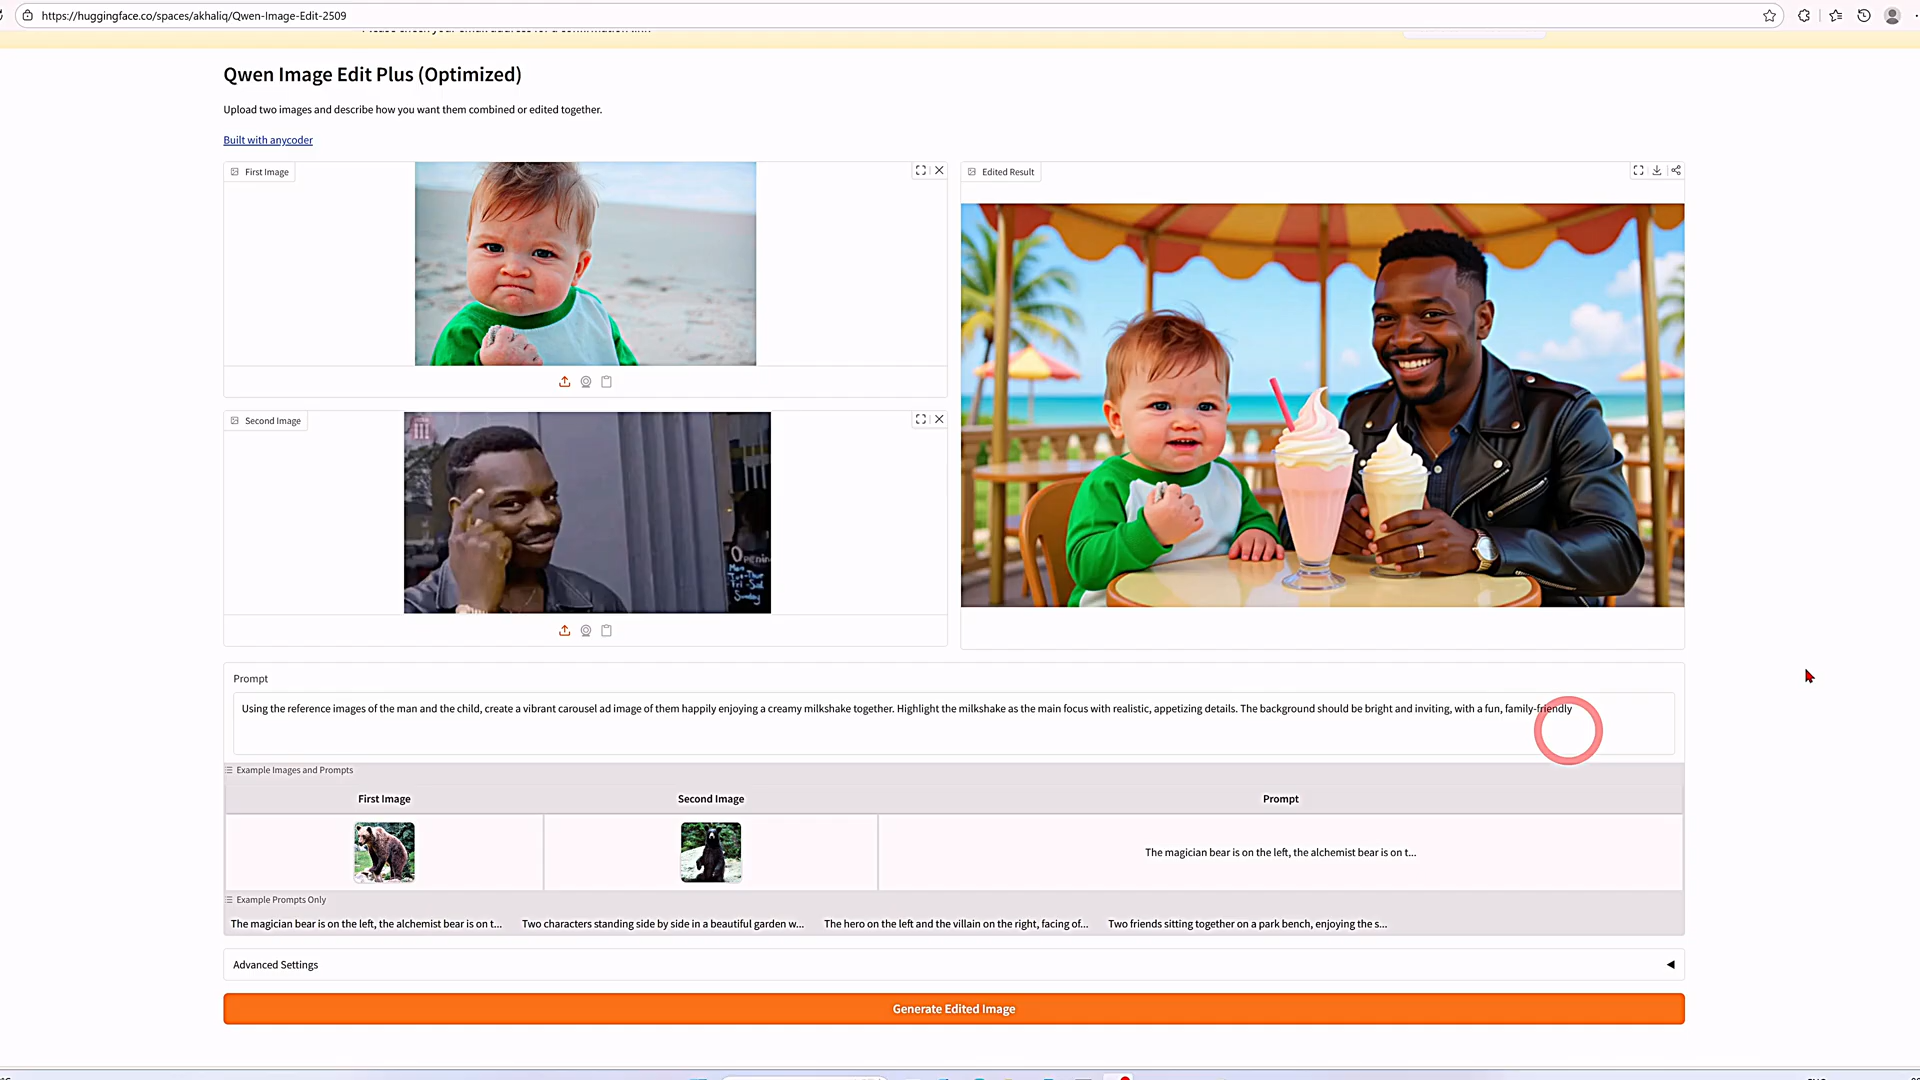 https://huggingface.co/spaces/akhaliq/Qwen-Image-Edit-2509
Qwen Image Edit Plus (Optimized)
Upload two images and describe how you want them combined or edited together.
Built with anycoder
First Image
Edited Result
Second Image
Opening
Mon
Tue-Thur
Fri-Sat
Sunday
Prompt
Using the reference images of the man and the child, create a vibrant carousel ad image of them happily enjoying a creamy milkshake together. Highlight the milkshake as the main focus with realistic, appetizing details. The background should be bright and inviting, with a fun, family-friendly
Example Images and Prompts
First Image Second Image Prompt
The magician bear is on the left, the alchemist bear is on t...
Example Prompts Only
The magician bear is on the left, the alchemist bear is on t... Two characters standing side by side in a beautiful garden w... The hero on the left and the villain on the right, facing of... Two friends sitting together on a park bench, enjoying the s...
Advanced Settings
Generate Edited Image